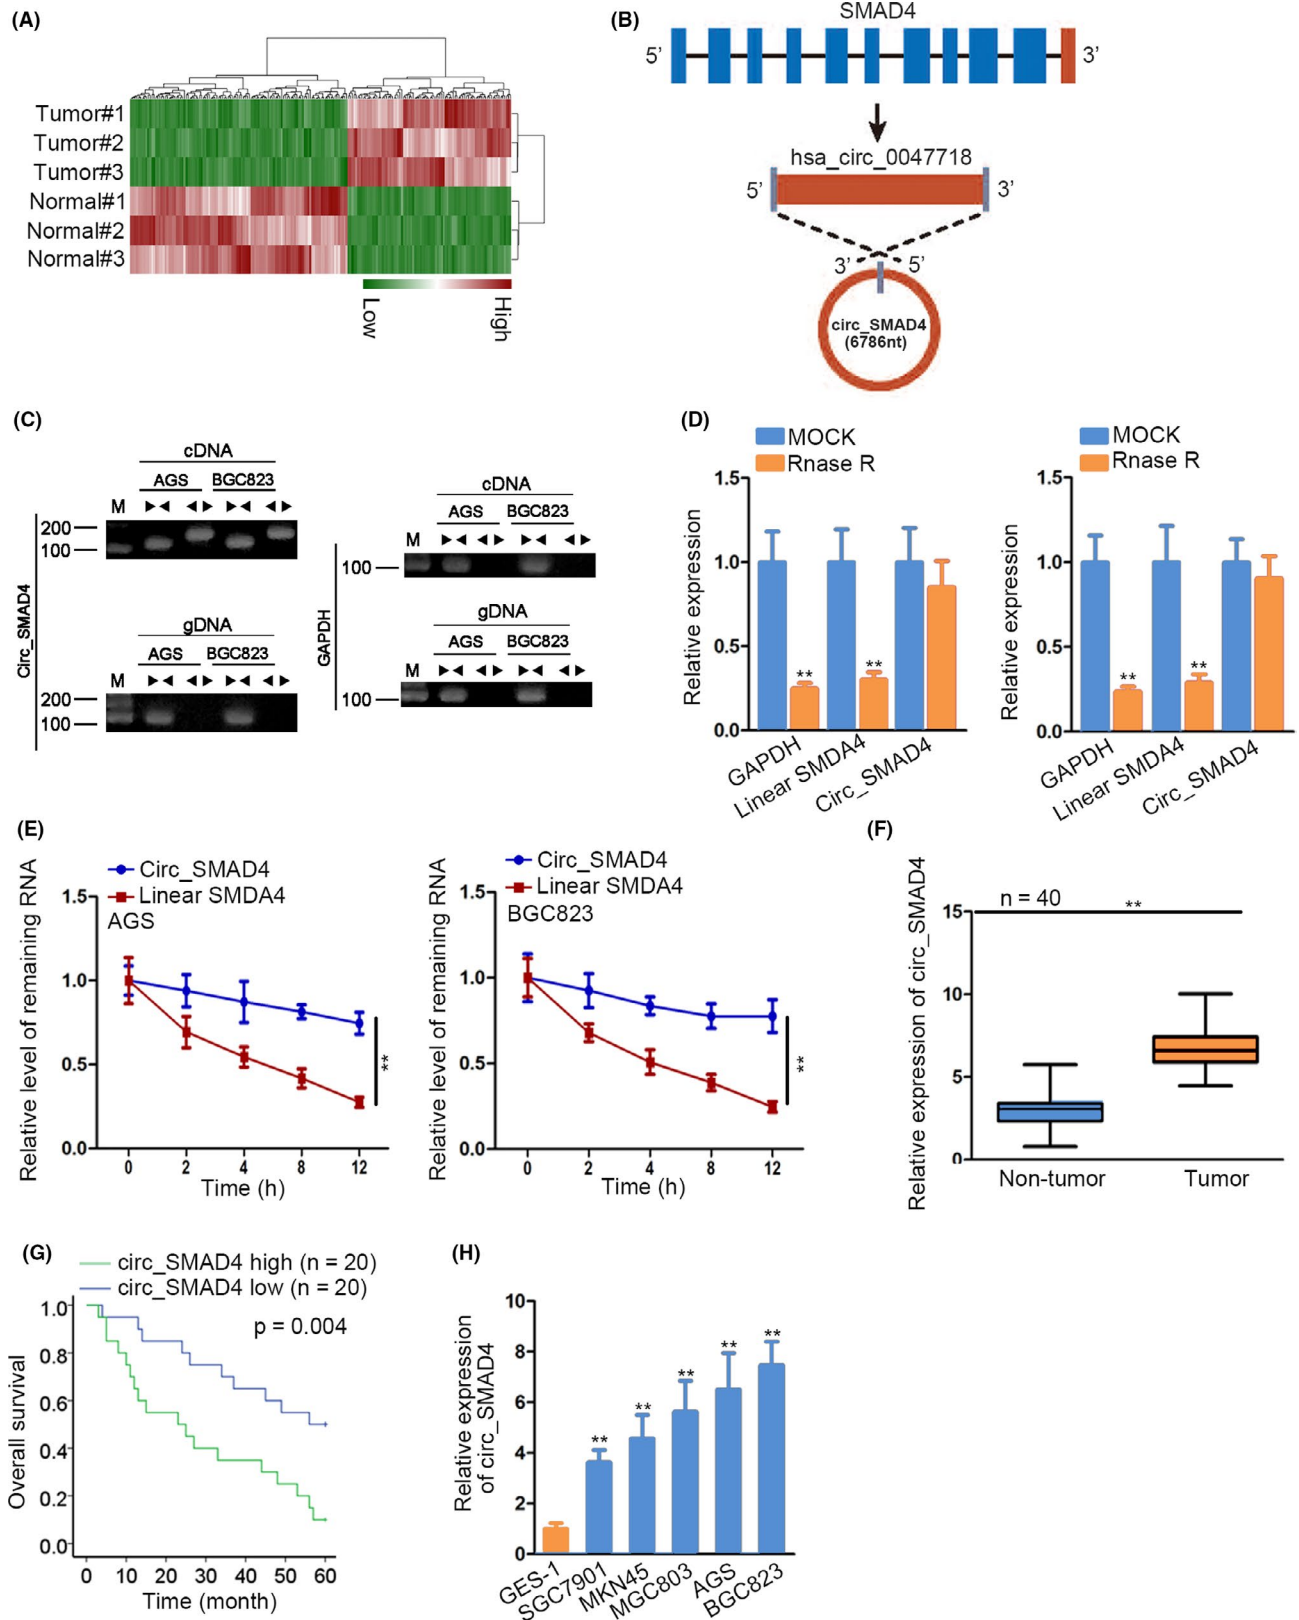 (A)
Tumor#1
Tumor#2
Tumor#3
Normal#1
Normal#2
Normal#3
Low
High
(B)
SMAD4
5’
3’
hsa_circ_0047718
5’
3’
3’
5’
circ_SMAD4
(6786nt)
(C)
Circ_SMAD4
cDNA
AGS BGC823
M ►◄ ◄► ►◄ ◄►
200
100
gDNA
AGS BGC823
M ►◄ ◄► ►◄ ◄►
200
100
GAPDH
cDNA
AGS BGC823
M ►◄ ◄► ►◄ ◄►
100
gDNA
AGS BGC823
M ►◄ ◄► ►◄ ◄►
100
(D)
MOCK
Rnase R
Relative expression
1.5
1.0
0.5
0.0
**
**
GAPDH
Linear SMDA4
Circ_SMAD4
MOCK
Rnase R
Relative expression
1.5
1.0
0.5
0.0
**
**
GAPDH
Linear SMDA4
Circ_SMAD4
(E)
Circ_SMAD4
Linear SMDA4
AGS
Relative level of remaining RNA
1.5
1.0
0.5
0.0
**
0 2 4 8 12
Time (h)
Circ_SMAD4
Linear SMDA4
BGC823
Relative level of remaining RNA
1.5
1.0
0.5
0.0
**
0 2 4 8 12
Time (h)
(F)
Relative expression of circ_SMAD4
n = 40
**
15
10
5
0
Non-tumor Tumor
(G)
circ_SMAD4 high (n = 20)
circ_SMAD4 low (n = 20)
p = 0.004
Overall survival
1.0
0.8
0.6
0.4
0.2
0.0
0 10 20 30 40 50 60
Time (month)
(H)
Relative expression
of circ_SMAD4
10
8
6
4
2
0
**
**
**
**
**
GES-1
SGC7901
MKN45
MGC803
AGS
BGC823